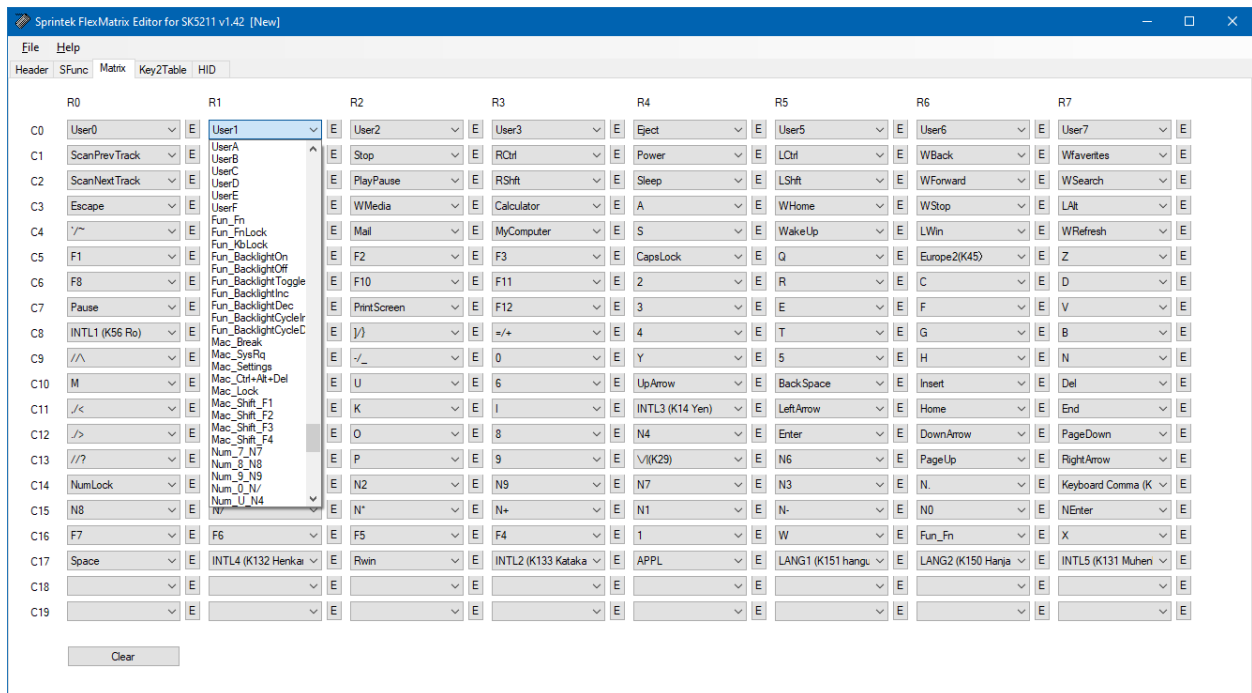 Sprintek FlexMatrix Editor for SK5211 v1.42 [New]
File Help
Header SFunc Matrix Key2Table HID
R0 R1 R2 R3 R4 R5 R6 R7
C0 User0 E User1 E User2 E User3 E Eject E User5 E User6 E User7 E
C1 ScanPrevTrack E E Stop E RCtrl E Power E LCtrl E WBack E Wfaverites E
C2 ScanNextTrack E E PlayPause E RShft E Sleep E LShft E WForward E WSearch E
C3 Escape E E WMedia E Calculator E A E WHome E WStop E LAlt E
C4 `/~ E E Mail E MyComputer E S E WakeUp E LWin E WRefresh E
C5 F1 E E F2 E F3 E CapsLock E Q E Europe2(K45) E Z E
C6 F8 E E F10 E F11 E 2 E R E C E D E
C7 Pause E E PrintScreen E F12 E 3 E E E F E V E
C8 INTL1 (K56 Ro) E E ]/} E =/+ E 4 E T E G E B E
C9 //\ E E -/_ E 0 E Y E 5 E H E N E
C10 M E E U E 6 E UpArrow E BackSpace E Insert E Del E
C11 ,/< E E K E I E INTL3 (K14 Yen) E LeftArrow E Home E End E
C12 ./> E E O E 8 E N4 E Enter E DownArrow E PageDown E
C13 //? E E P E 9 E \/|(K29) E N6 E PageUp E RightArrow E
C14 NumLock E E N2 E N9 E N7 E N3 E N. E Keyboard Comma (K E
C15 N8 E N/ E N* E N+ E N1 E N- E N0 E NEnter E
C16 F7 E F6 E F5 E F4 E 1 E W E Fun_Fn E X E
C17 Space E INTL4 (K132 Henkai E Rwin E INTL2 (K133 Kataka E APPL E LANG1 (K151 hangu E LANG2 (K150 Hanja E INTL5 (K131 Muhen E
C18 E E E E E E E E
C19 E E E E E E E E
UserA
UserB
UserC
UserD
UserE
UserF
Fun_Fn
Fun_FnLock
Fun_KbLock
Fun_BacklightOn
Fun_BacklightOff
Fun_BacklightToggle
Fun_BacklightInc
Fun_BacklightDec
Fun_BacklightCycleIr
Fun_BacklightCycleD
Mac_Break
Mac_SysRq
Mac_Settings
Mac_Ctrl+Alt+Del
Mac_Lock
Mac_Shift_F1
Mac_Shift_F2
Mac_Shift_F3
Mac_Shift_F4
Num_7_N7
Num_8_N8
Num_9_N9
Num_0_N/
Num_U_N4
Clear